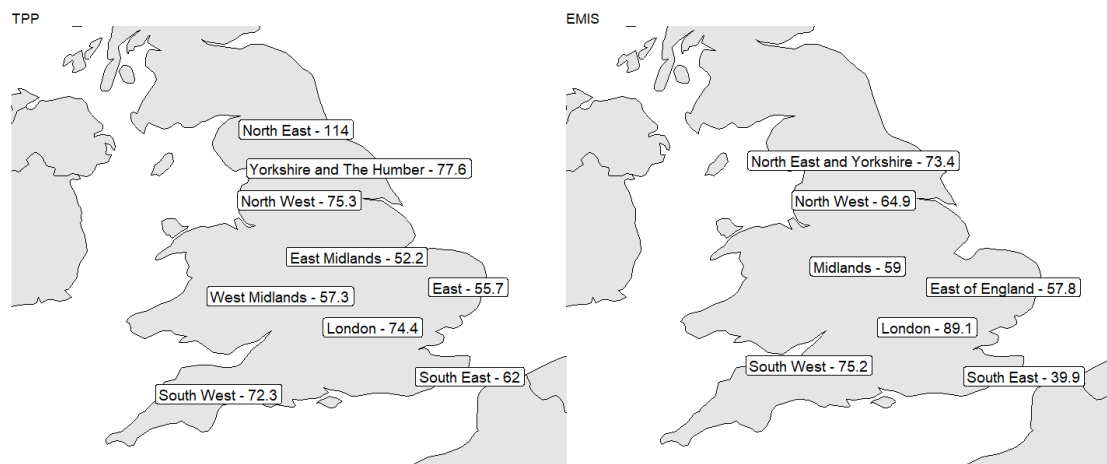 TPP
North East - 114
Yorkshire and The Humber - 77.6
North West - 75.3
East Midlands - 52.2
East - 55.7
West Midlands - 57.3
London - 74.4
South East - 62
South West - 72.3
EMIS
North East and Yorkshire - 73.4
North West - 64.9
Midlands - 59
East of England - 57.8
London - 89.1
South West - 75.2
South East - 39.9